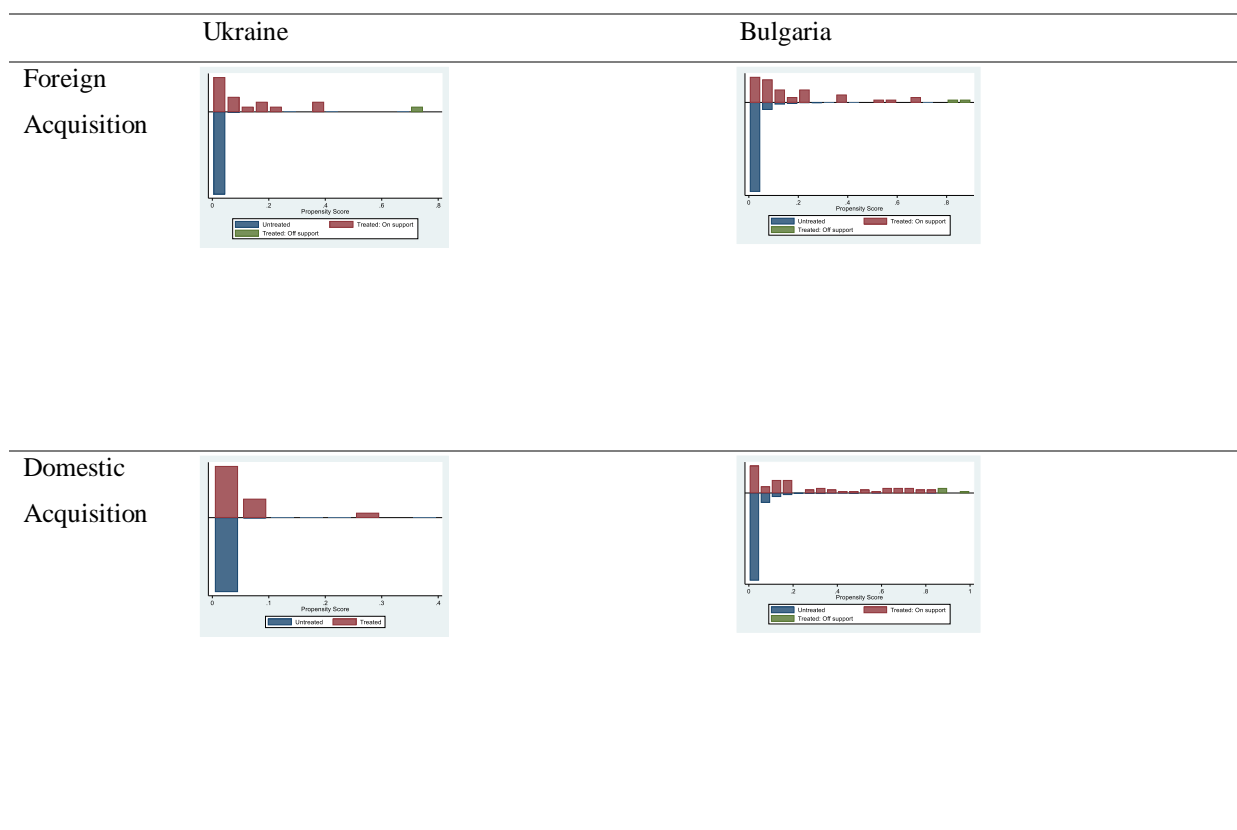 Ukraine Bulgaria
Foreign
Acquisition
0 .2 .4 .6 .8
Propensity Score
Untreated Treated: On support
Treated: Off support
0 .2 .4 .6 .8
Propensity Score
Untreated Treated: On support
Treated: Off support
Domestic
Acquisition
0 .1 .2 .3 .4
Propensity Score
Untreated Treated
0 .2 .4 .6 .8 1
Propensity Score
Untreated Treated: On support
Treated: Off support